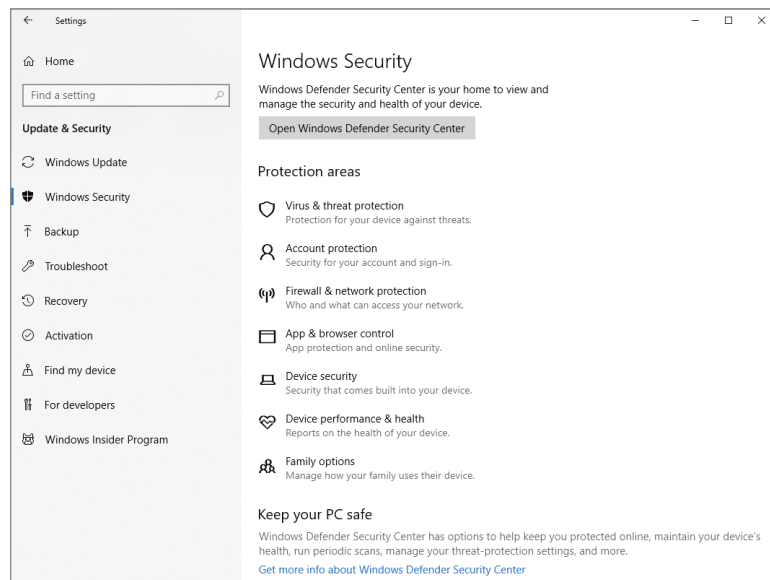 Settings
Home
Find a setting
Update & Security
Windows Update
Windows Security
Backup
Troubleshoot
Recovery
Activation
Find my device
For developers
Windows Insider Program
Windows Security
Windows Defender Security Center is your home to view and
manage the security and health of your device.
Open Windows Defender Security Center
Protection areas
Virus & threat protection
Protection for your device against threats.
Account protection
Security for your account and sign-in.
Firewall & network protection
Who and what can access your network.
App & browser control
App protection and online security.
Device security
Security that comes built into your device.
Device performance & health
Reports on the health of your device.
Family options
Manage how your family uses their device.
Keep your PC safe
Windows Defender Security Center has options to help keep you protected online, maintain your device's
health, run periodic scans, manage your threat-protection settings, and more.
Get more info about Windows Defender Security Center